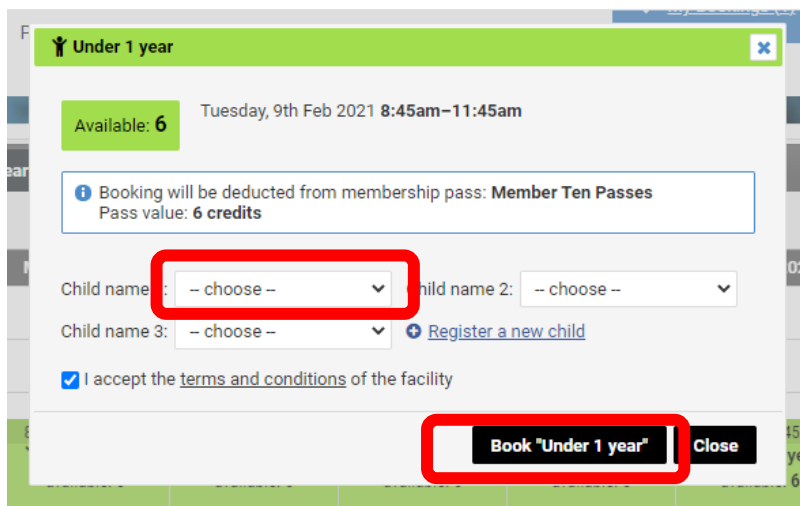 Under 1 year
Available: 6
Tuesday, 9th Feb 2021 8:45am–11:45am
Booking will be deducted from membership pass: Member Ten Passes
Pass value: 6 credits
Child name : -- choose -- hild name 2: -- choose --
Child name 3: -- choose -- Register a new child
I accept the terms and conditions of the facility
Book "Under 1 year" Close